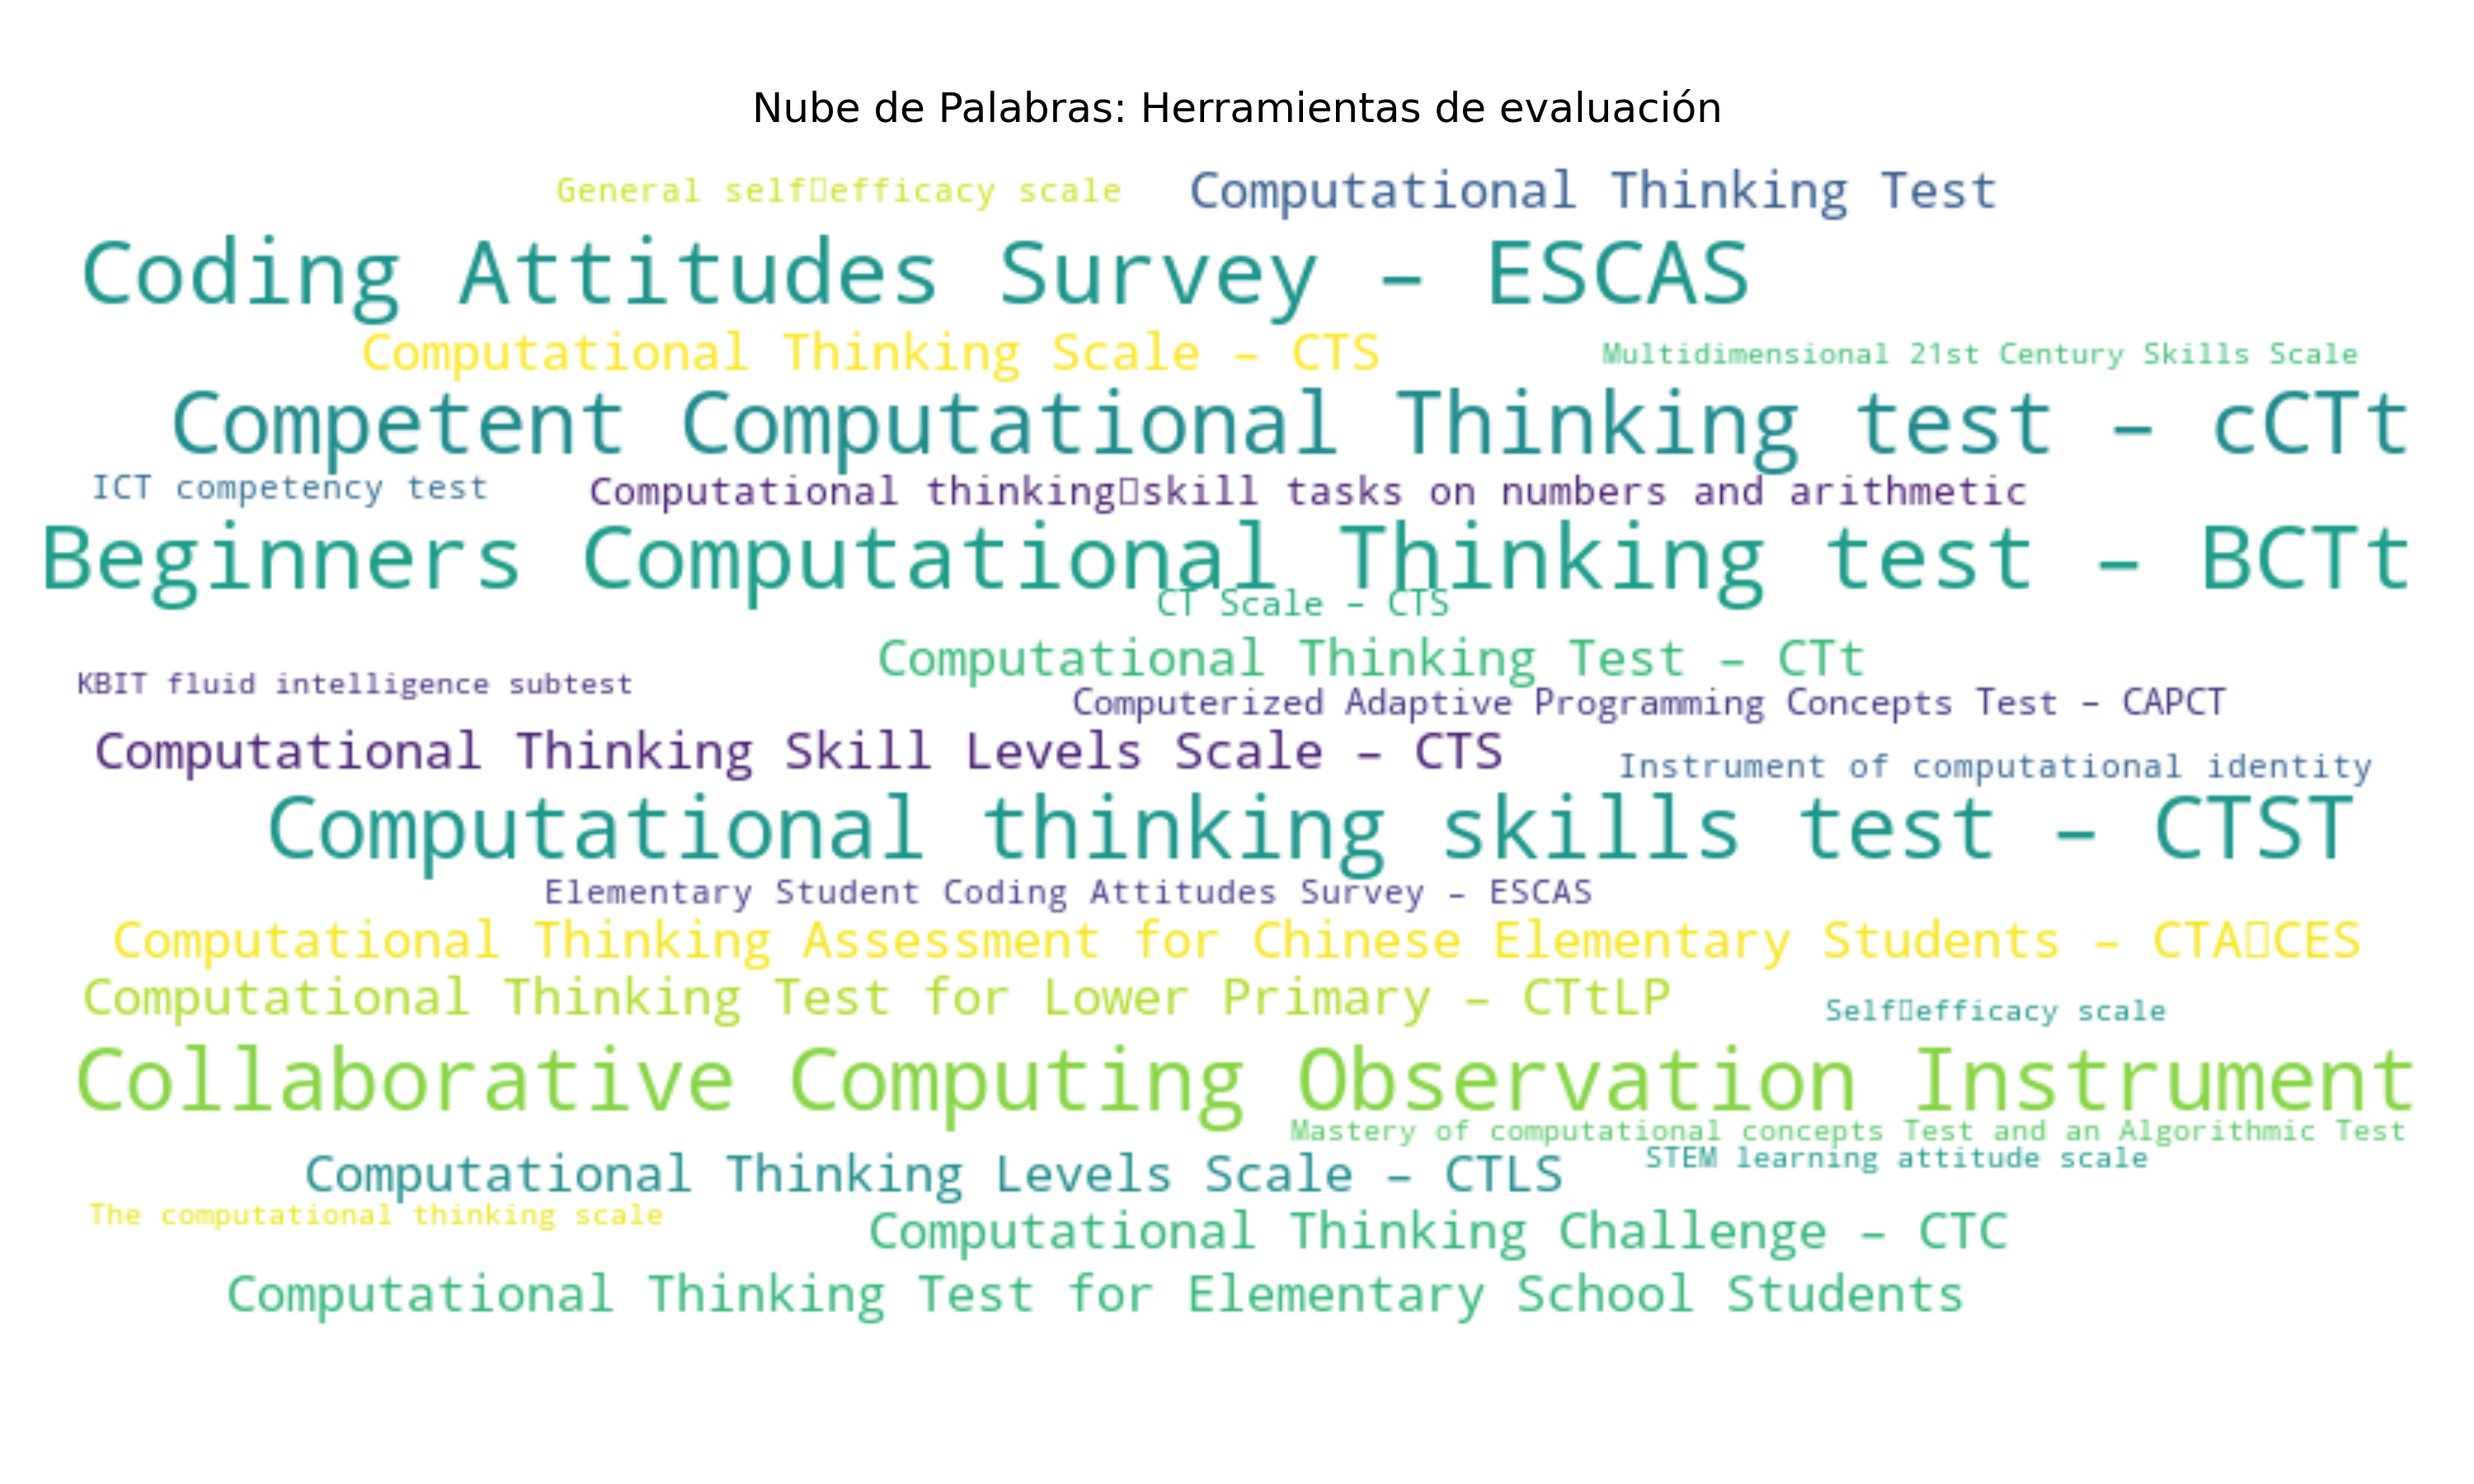 Nube de Palabras: Herramientas de evaluación
General self▯efficacy scale
Computational Thinking Test
Coding Attitudes Survey – ESCAS
Computational Thinking Scale – CTS
Multidimensional 21st Century Skills Scale
Competent Computational Thinking test – cCTt
ICT competency test
Computational thinking▯skill tasks on numbers and arithmetic
Beginners Computational Thinking test – BCTt
CT Scale – CTS
Computational Thinking Test – CTt
KBIT fluid intelligence subtest
Computerized Adaptive Programming Concepts Test – CAPCT
Computational Thinking Skill Levels Scale – CTS
Instrument of computational identity
Computational thinking skills test – CTST
Elementary Student Coding Attitudes Survey – ESCAS
Computational Thinking Assessment for Chinese Elementary Students – CTA▯CES
Computational Thinking Test for Lower Primary – CTtLP
Self▯efficacy scale
Collaborative Computing Observation Instrument
Mastery of computational concepts Test and an Algorithmic Test
Computational Thinking Levels Scale – CTLS
STEM learning attitude scale
The computational thinking scale
Computational Thinking Challenge – CTC
Computational Thinking Test for Elementary School Students